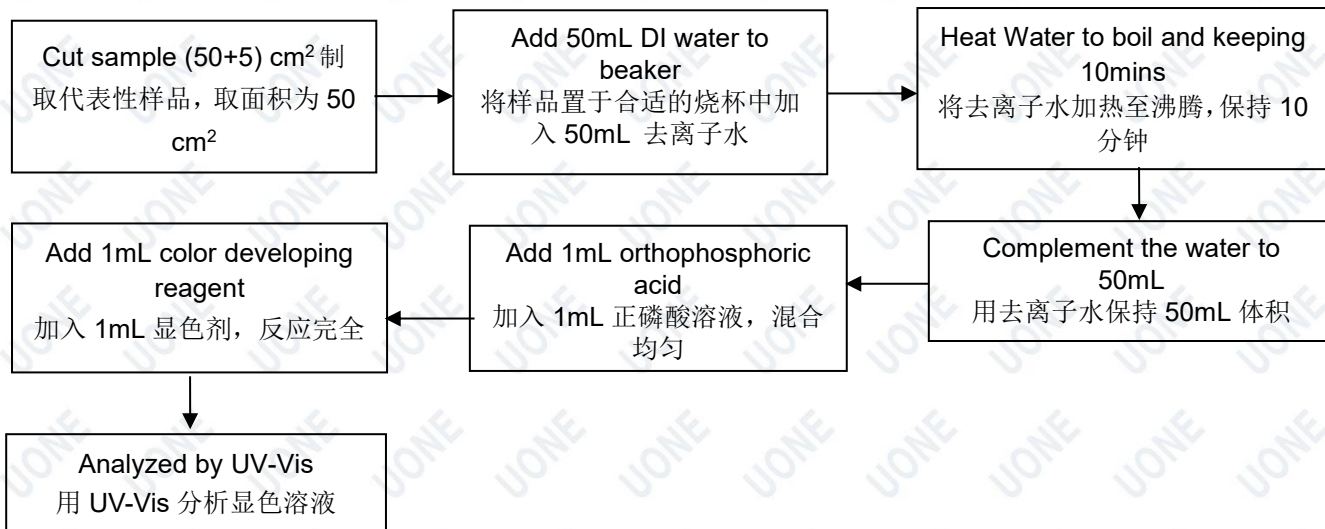 Cut sample (50+5) cm² 制
取代表性样品，取面积为 50
cm²
Add 50mL DI water to
beaker
将样品置于合适的烧杯中加
入 50mL 去离子水
Heat Water to boil and keeping
10mins
将去离子水加热至沸腾，保持 10
分钟
Complement the water to
50mL
用去离子水保持 50mL 体积
Add 1mL orthophosphoric
acid
加入 1mL 正磷酸溶液，混合
均匀
Add 1mL color developing
reagent
加入 1mL 显色剂，反应完全
Analyzed by UV-Vis
用 UV-Vis 分析显色溶液
UONE